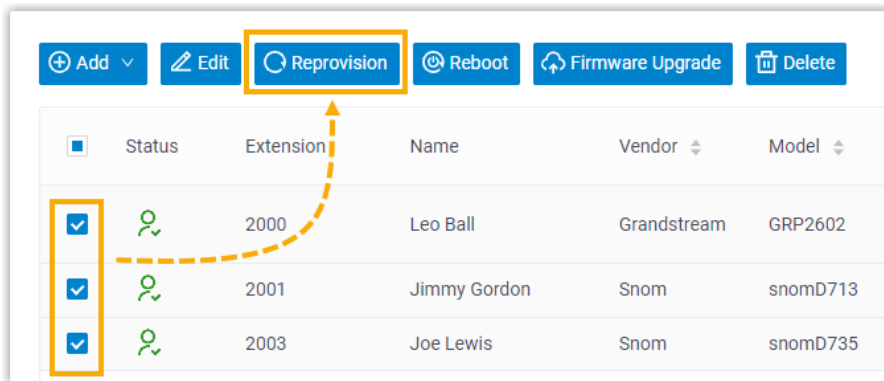 Add Edit Reprovision Reboot Firmware Upgrade Delete
Status Extension Name Vendor Model
2000 Leo Ball Grandstream GRP2602
2001 Jimmy Gordon Snom snomD713
2003 Joe Lewis Snom snomD735